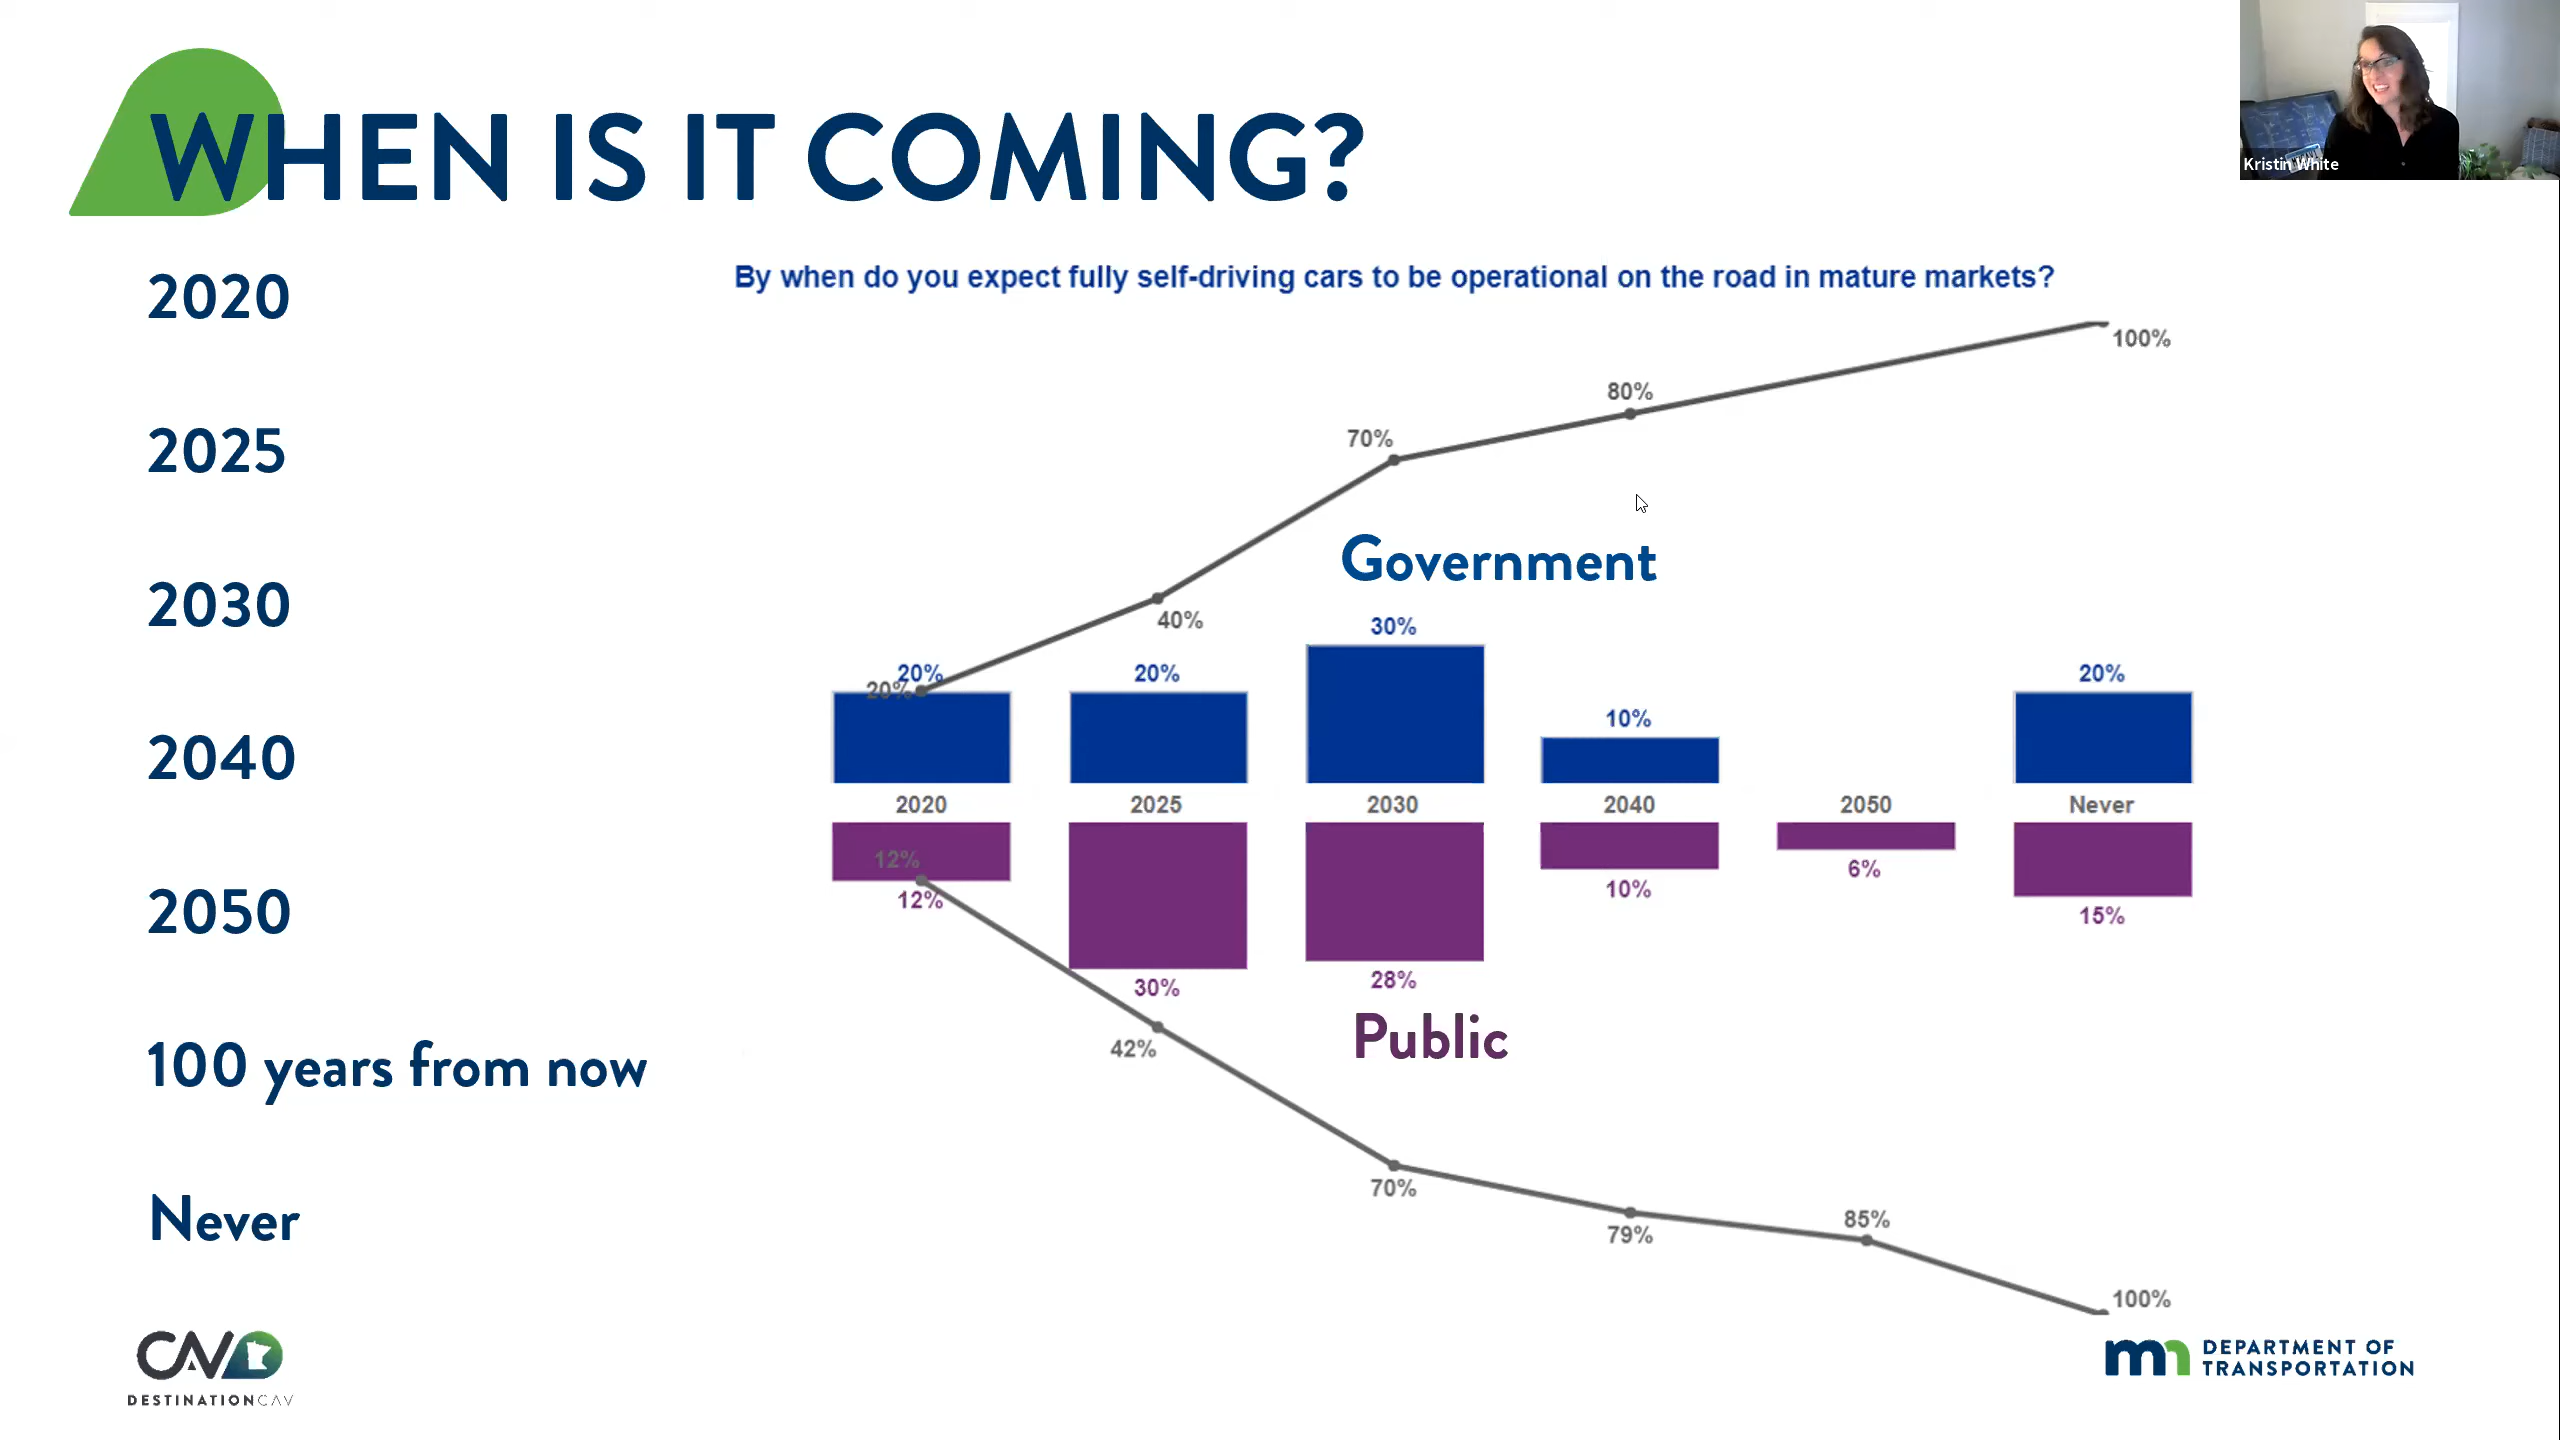 WHEN IS IT COMING?
Kristin White
2020
2025
2030
2040
2050
100 years from now
Never
By when do you expect fully self-driving cars to be operational on the road in mature markets?
100%
80%
70%
40%
Government
30%
20%
20%
20%
10%
20%
2020
2025
2030
2040
2050
Never
12%
12%
30%
28%
10%
6%
15%
Public
42%
70%
79%
85%
100%
CAV
DESTINATIONCAV
mn DEPARTMENT OF
TRANSPORTATION